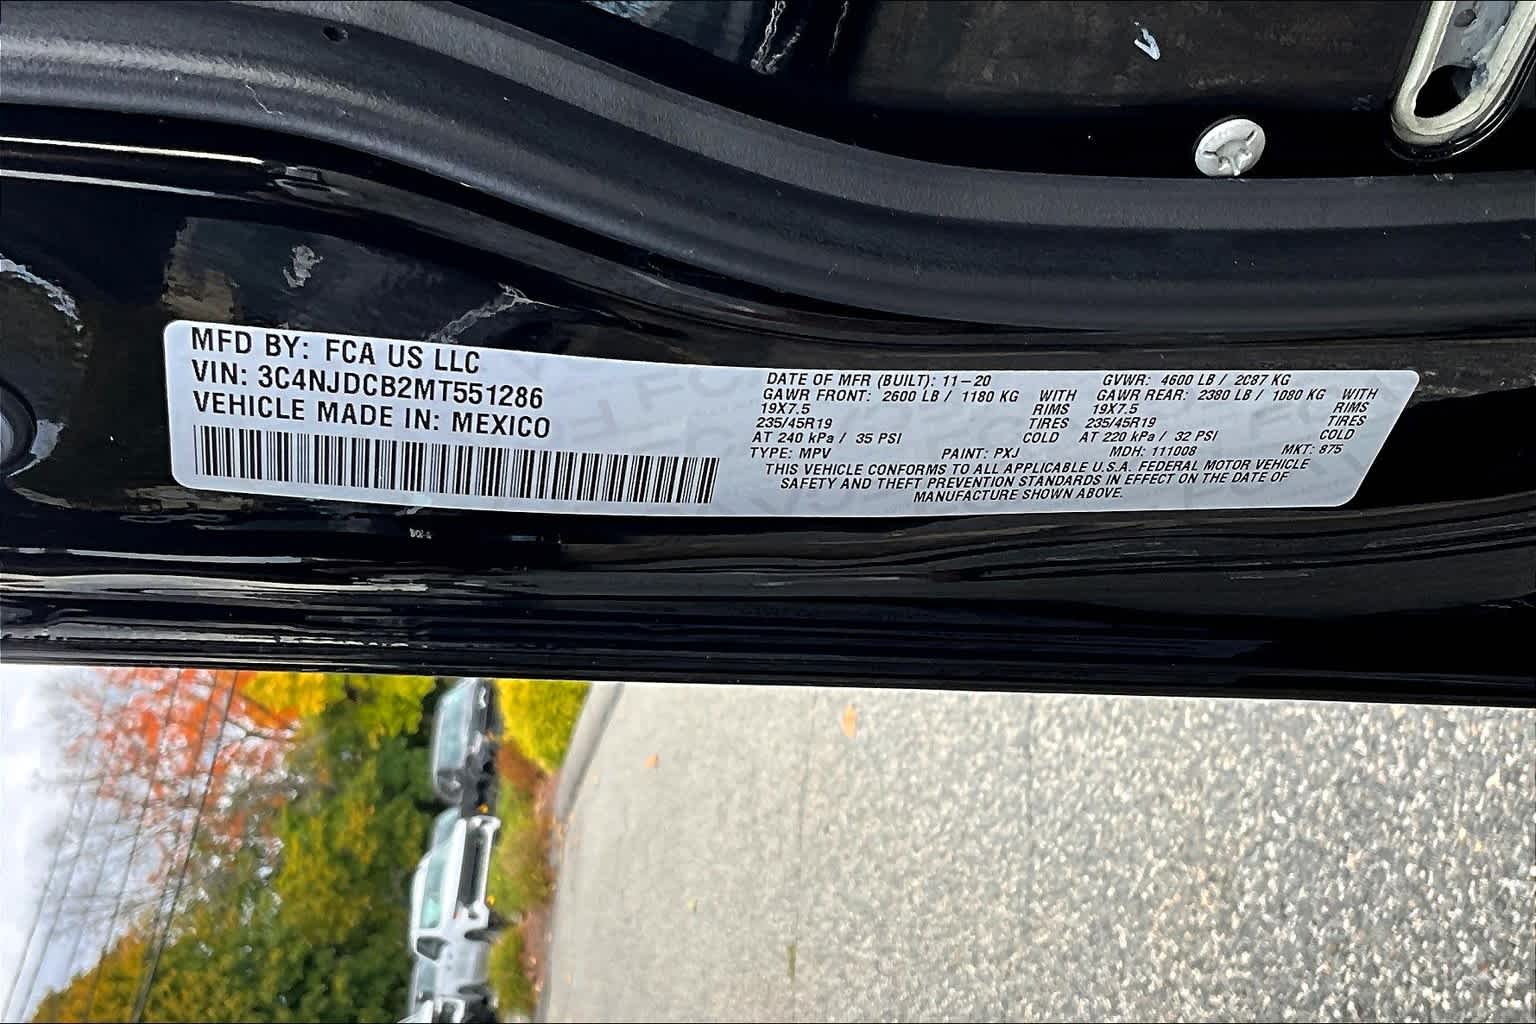 MFD BY: FCA US LLC
VIN: 3C4NJDCB2MT551286
VEHICLE MADE IN: MEXICO
DATE OF MFR (BUILT): 11-20 GVWR: 4600 LB / 2087 KG
GAWR FRONT: 2600 LB / 1180 KG WITH GAWR REAR: 2380 LB / 1080 KG WITH
19X7.5 RIMS 19X7.5 RIMS
235/45R19 TIRES 235/45R19 TIRES
AT 240 kPa / 35 PSI COLD AT 220 kPa / 32 PSI COLD
TYPE: MPV PAINT: PXJ MDH: 111008 MKT: 875
THIS VEHICLE CONFORMS TO ALL APPLICABLE U.S.A. FEDERAL MOTOR VEHICLE
SAFETY AND THEFT PREVENTION STANDARDS IN EFFECT ON THE DATE OF
MANUFACTURE SHOWN ABOVE.